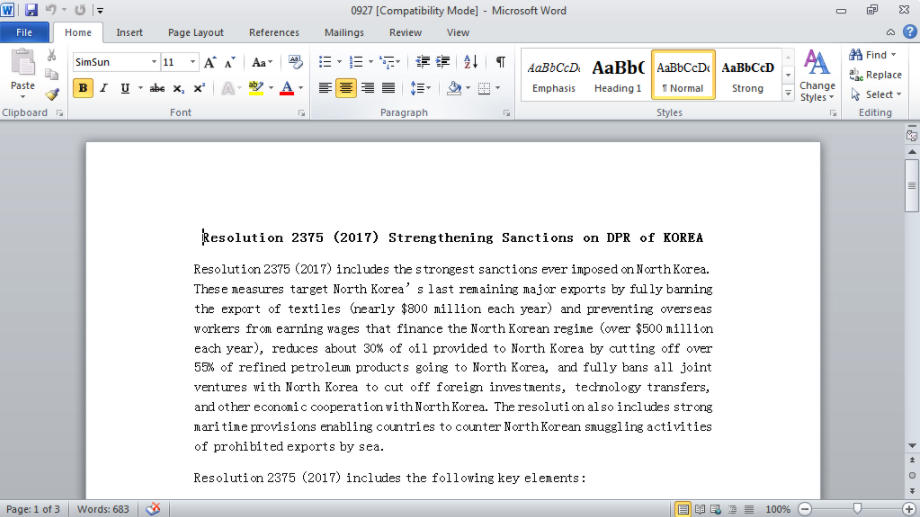 0927 [Compatibility Mode] - Microsoft Word
File Home Insert Page Layout References Mailings Review View
SimSun 11 Aa
Paste
B I U abc x₂ x² A ab A
AaBbCcDc AaBbC AaBbCcDc AaBbCcD
Emphasis Heading 1 ¶ Normal Strong
Change Styles
Find
Replace
Select
Clipboard Font Paragraph Styles Editing
Resolution 2375 (2017) Strengthening Sanctions on DPR of KOREA
Resolution 2375 (2017) includes the strongest sanctions ever imposed on North Korea.
These measures target North Korea’s last remaining major exports by fully banning
the export of textiles (nearly $800 million each year) and preventing overseas
workers from earning wages that finance the North Korean regime (over $500 million
each year), reduces about 30% of oil provided to North Korea by cutting off over
55% of refined petroleum products going to North Korea, and fully bans all joint
ventures with North Korea to cut off foreign investments, technology transfers,
and other economic cooperation with North Korea. The resolution also includes strong
maritime provisions enabling countries to counter North Korean smuggling activities
of prohibited exports by sea.
Resolution 2375 (2017) includes the following key elements:
Page: 1 of 3 Words: 683 100%